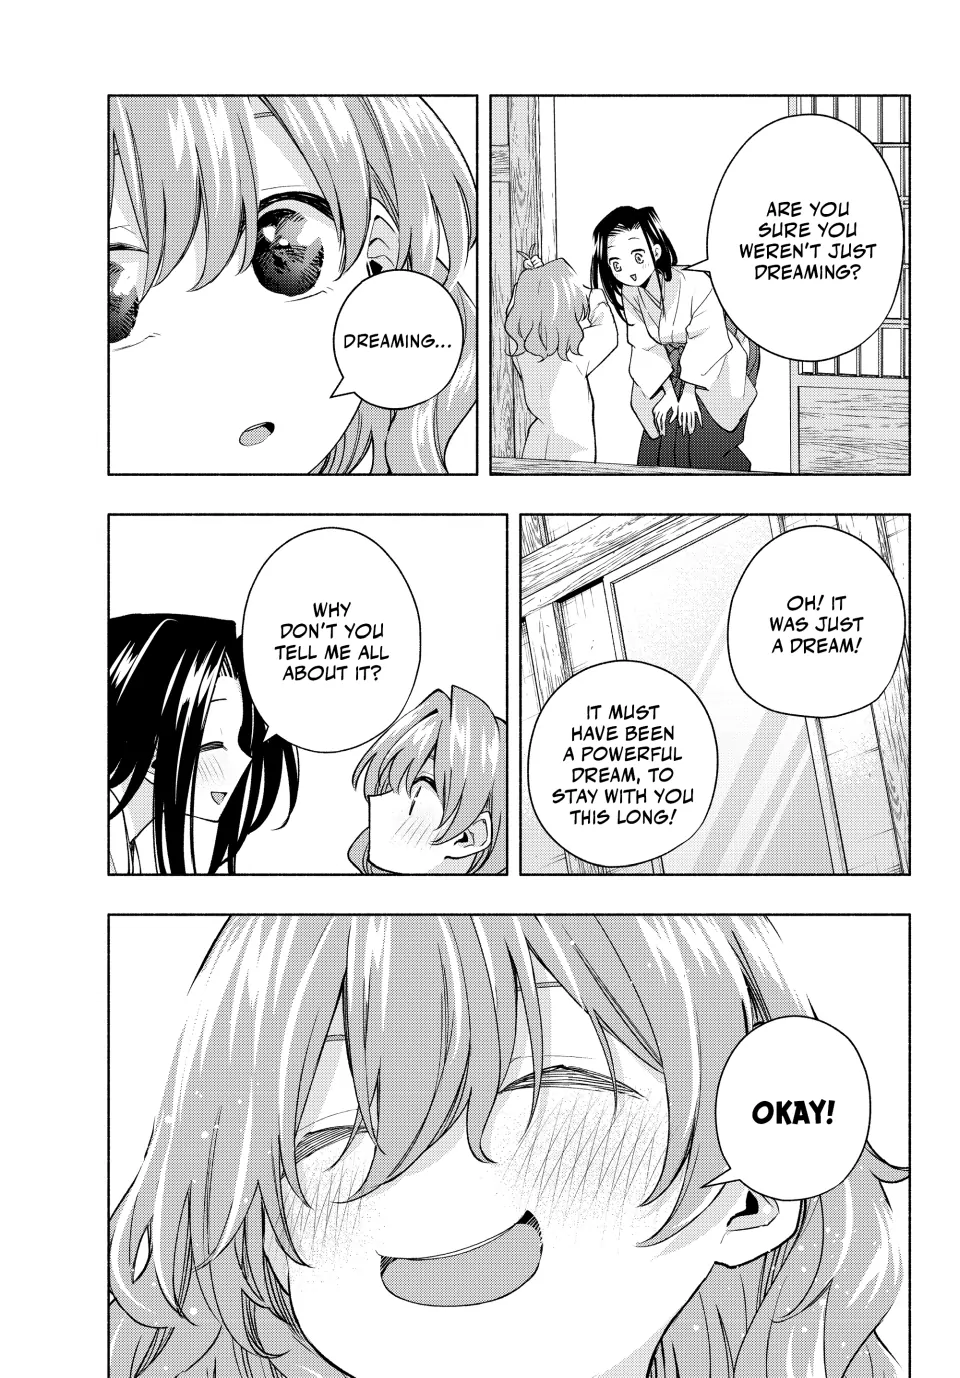 ARE YOU
SURE YOU
WEREN'T JUST
DREAMING?
DREAMING...
OH! IT
WAS JUST
A DREAM!
IT MUST
HAVE BEEN
A POWERFUL
DREAM, TO
STAY WITH YOU
THIS LONG!
WHY
DON'T YOU
TELL ME ALL
ABOUT IT?
OKAY!